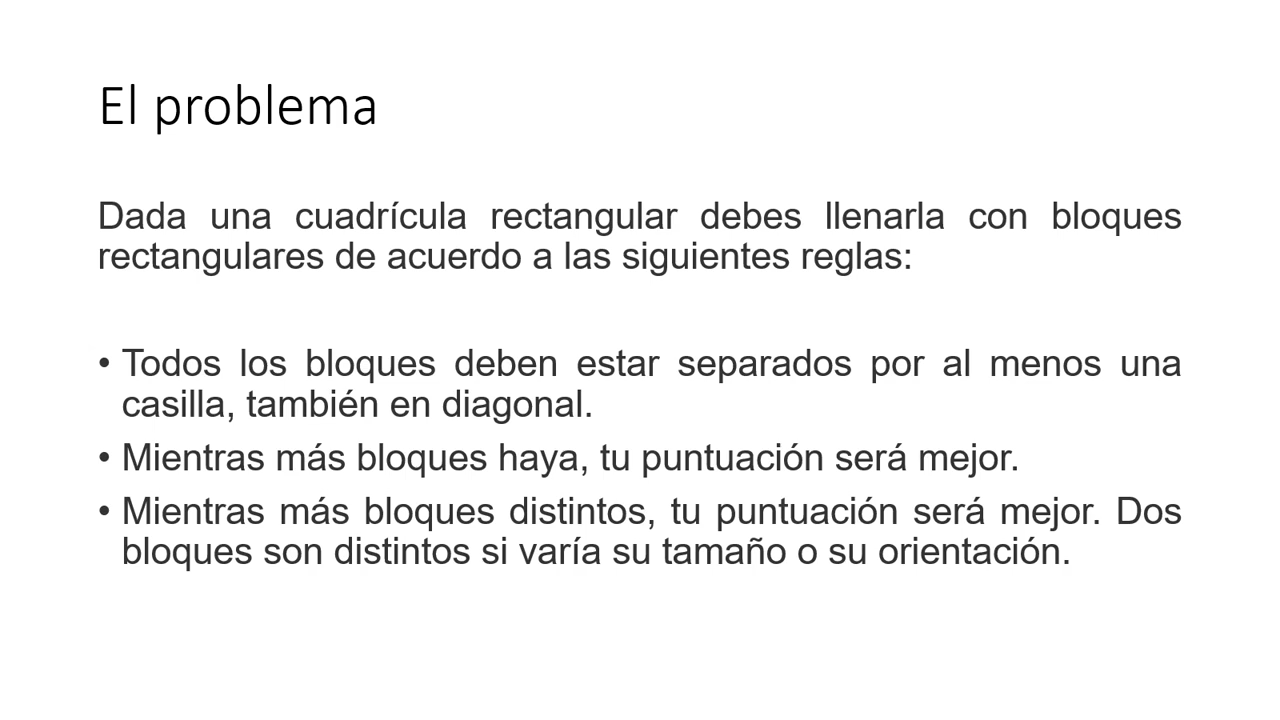 El problema
Dada una cuadrícula rectangular debes llenarla con bloques
rectangulares de acuerdo a las siguientes reglas:
• Todos los bloques deben estar separados por al menos una
casilla, también en diagonal.
• Mientras más bloques haya, tu puntuación será mejor.
• Mientras más bloques distintos, tu puntuación será mejor. Dos
bloques son distintos si varía su tamaño o su orientación.